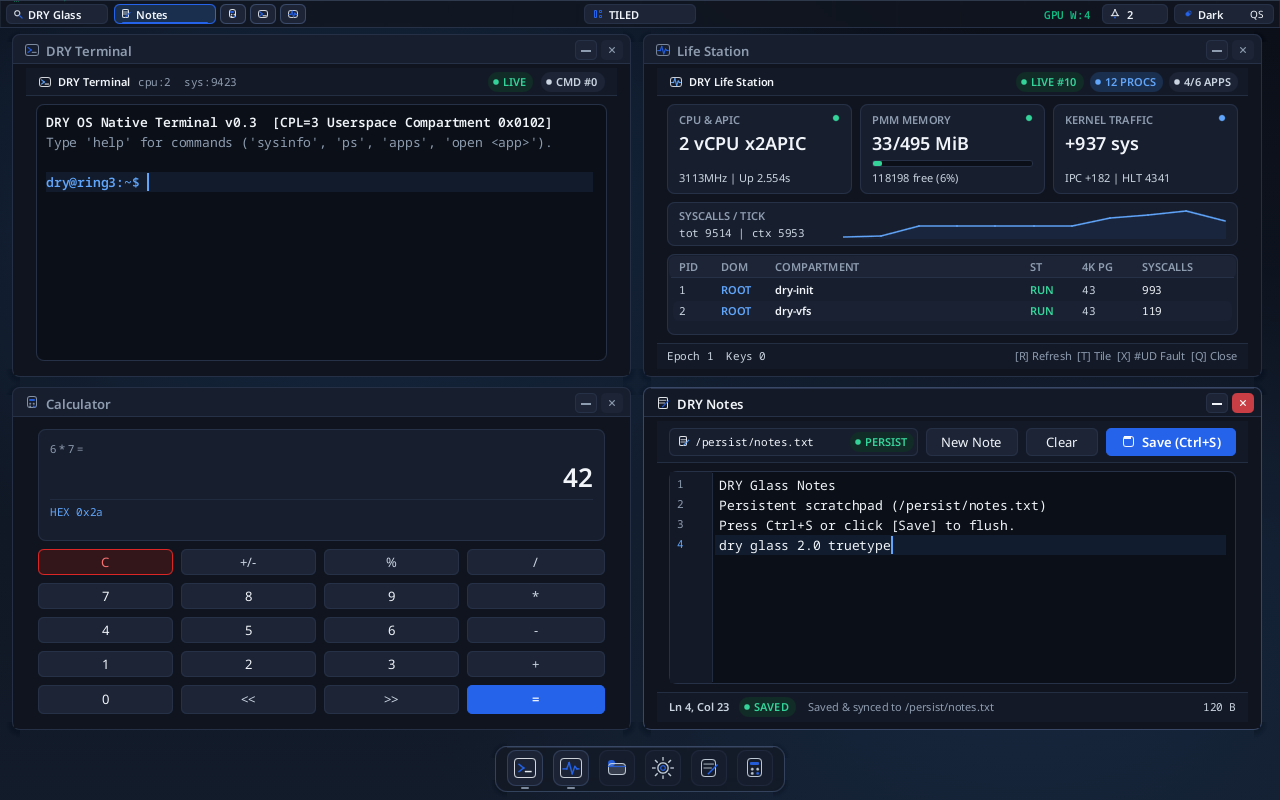 DRY Glass
Notes
TILED
GPU W:4
2
Dark
QS
DRY Terminal
DRY Terminal cpu:2 sys:9423
LIVE
CMD #0
DRY OS Native Terminal v0.3 [CPL=3 Userspace Compartment 0x0102]
Type 'help' for commands ('sysinfo', 'ps', 'apps', 'open <app>').
dry@ring3:~$
Life Station
DRY Life Station
LIVE #10
12 PROCS
4/6 APPS
CPU & APIC
2 vCPU x2APIC
3113MHz | Up 2.554s
PMM MEMORY
33/495 MiB
118198 free (6%)
KERNEL TRAFFIC
+937 sys
IPC +182 | HLT 4341
SYSCALLS / TICK
tot 9514 | ctx 5953
PID DOM COMPARTMENT ST 4K PG SYSCALLS
1 ROOT dry-init RUN 43 993
2 ROOT dry-vfs RUN 43 119
Epoch 1 Keys 0
[R] Refresh [T] Tile [X] #UD Fault [Q] Close
Calculator
6 * 7 =
42
HEX 0x2a
C +/- % /
7 8 9 *
4 5 6 -
1 2 3 +
0 << >> =
DRY Notes
/persist/notes.txt
PERSIST
New Note
Clear
Save (Ctrl+S)
1 DRY Glass Notes
2 Persistent scratchpad (/persist/notes.txt)
3 Press Ctrl+S or click [Save] to flush.
4 dry glass 2.0 truetype
Ln 4, Col 23
SAVED
Saved & synced to /persist/notes.txt
120 B